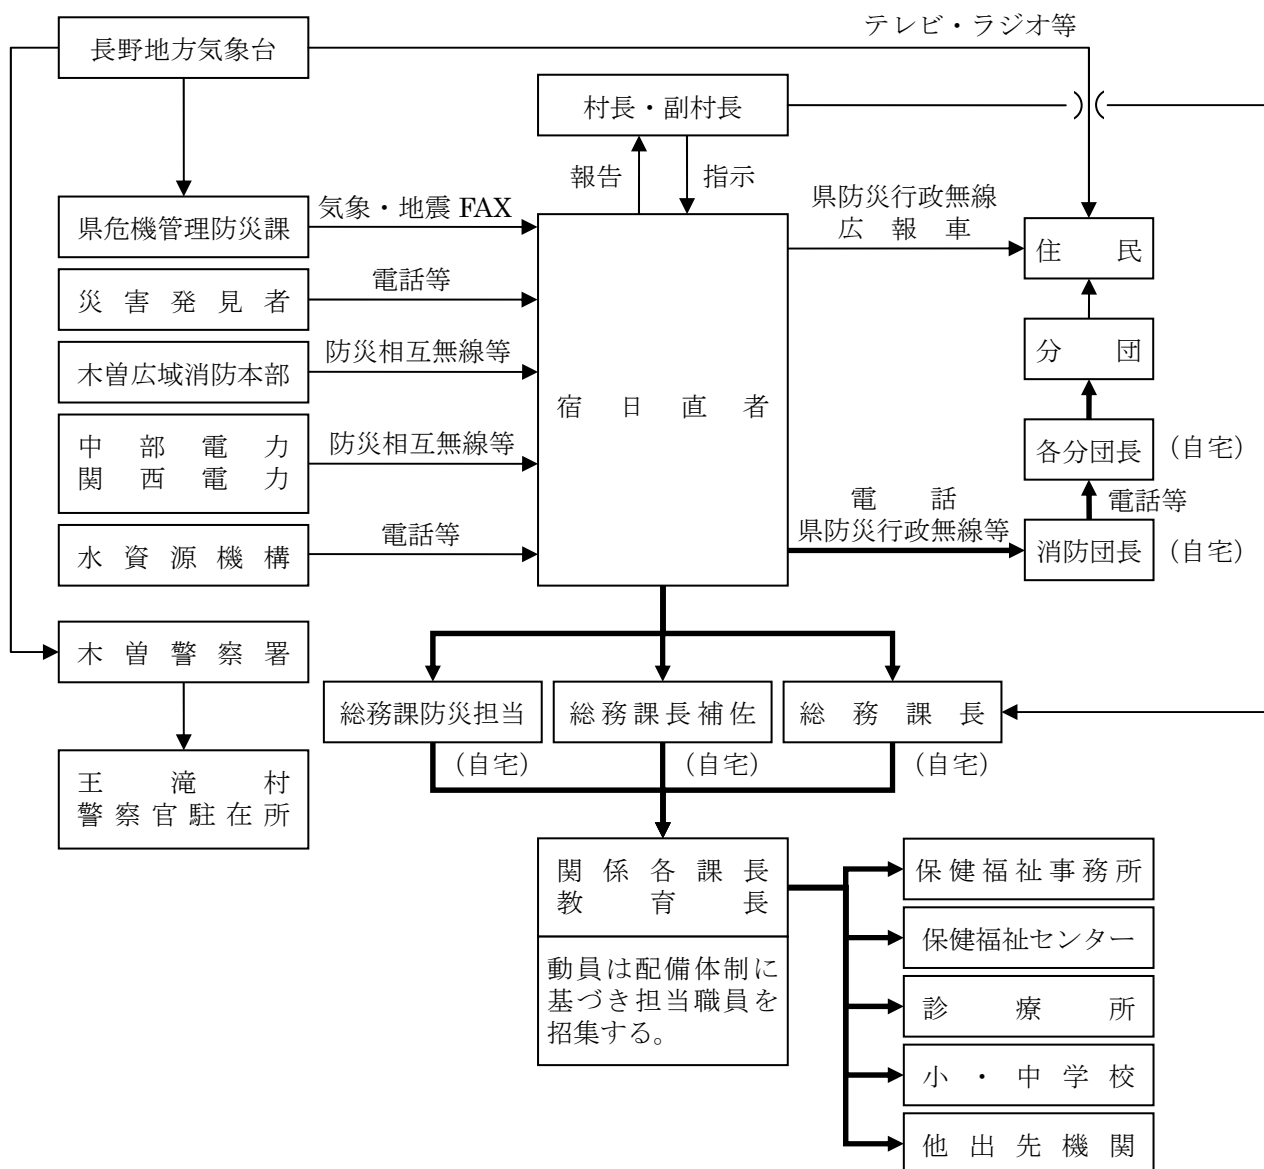 テレビ・ラジオ等
長野地方気象台
村長・副村長
報告
指示
県危機管理防災課
気象・地震 FAX
県防災行政無線
広報車
住民
災害発見者
電話等
分団
木曽広域消防本部
防災相互無線等
宿日直者
中部電力
関西電力
防災相互無線等
各分団長
（自宅）
電話等
水資源機構
電話等
電話
県防災行政無線等
消防団長
（自宅）
木曽警察署
総務課防災担当
総務課長補佐
総務課長
（自宅）
（自宅）
（自宅）
王滝村
警察官駐在所
関係各課長
教育長
動員は配備体制に
基づき担当職員を
招集する。
保健福祉事務所
保健福祉センター
診療所
小・中学校
他出先機関